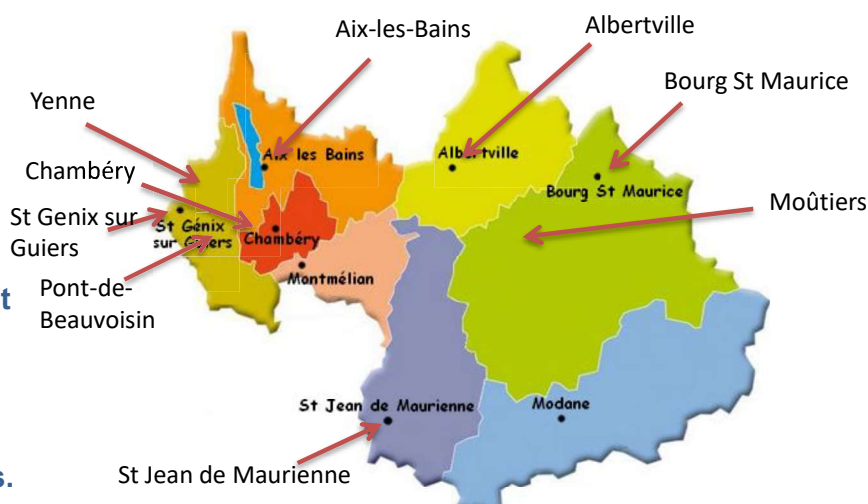 Aix-les-Bains
Albertville
Bourg St Maurice
Yenne
Chambéry
St Genix sur
Guiers
Moûtiers
Pont-de-
Beauvoisin
t
Aix les Bains
Albertville
Bourg St Maurice
St Génix
sur Guiers
Chambéry
Montmélian
St Jean de Maurienne
Modane
St Jean de Maurienne
s.